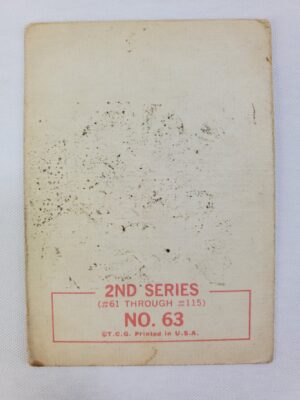 2ND SERIES
(#61 THROUGH #115)
NO. 63
©T.C.G. Printed in U.S.A.